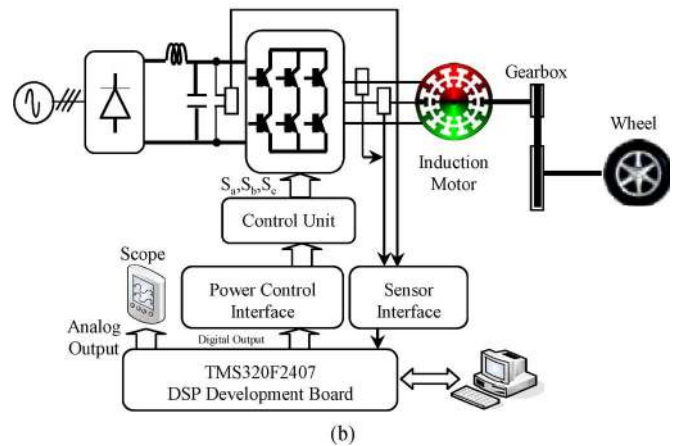 Gearbox
Wheel
Induction
Motor
Sa,Sb,Sc
Control Unit
Scope
Power Control
Interface
Sensor
Interface
Analog
Output
Digital Output
TMS320F2407
DSP Development Board
(b)